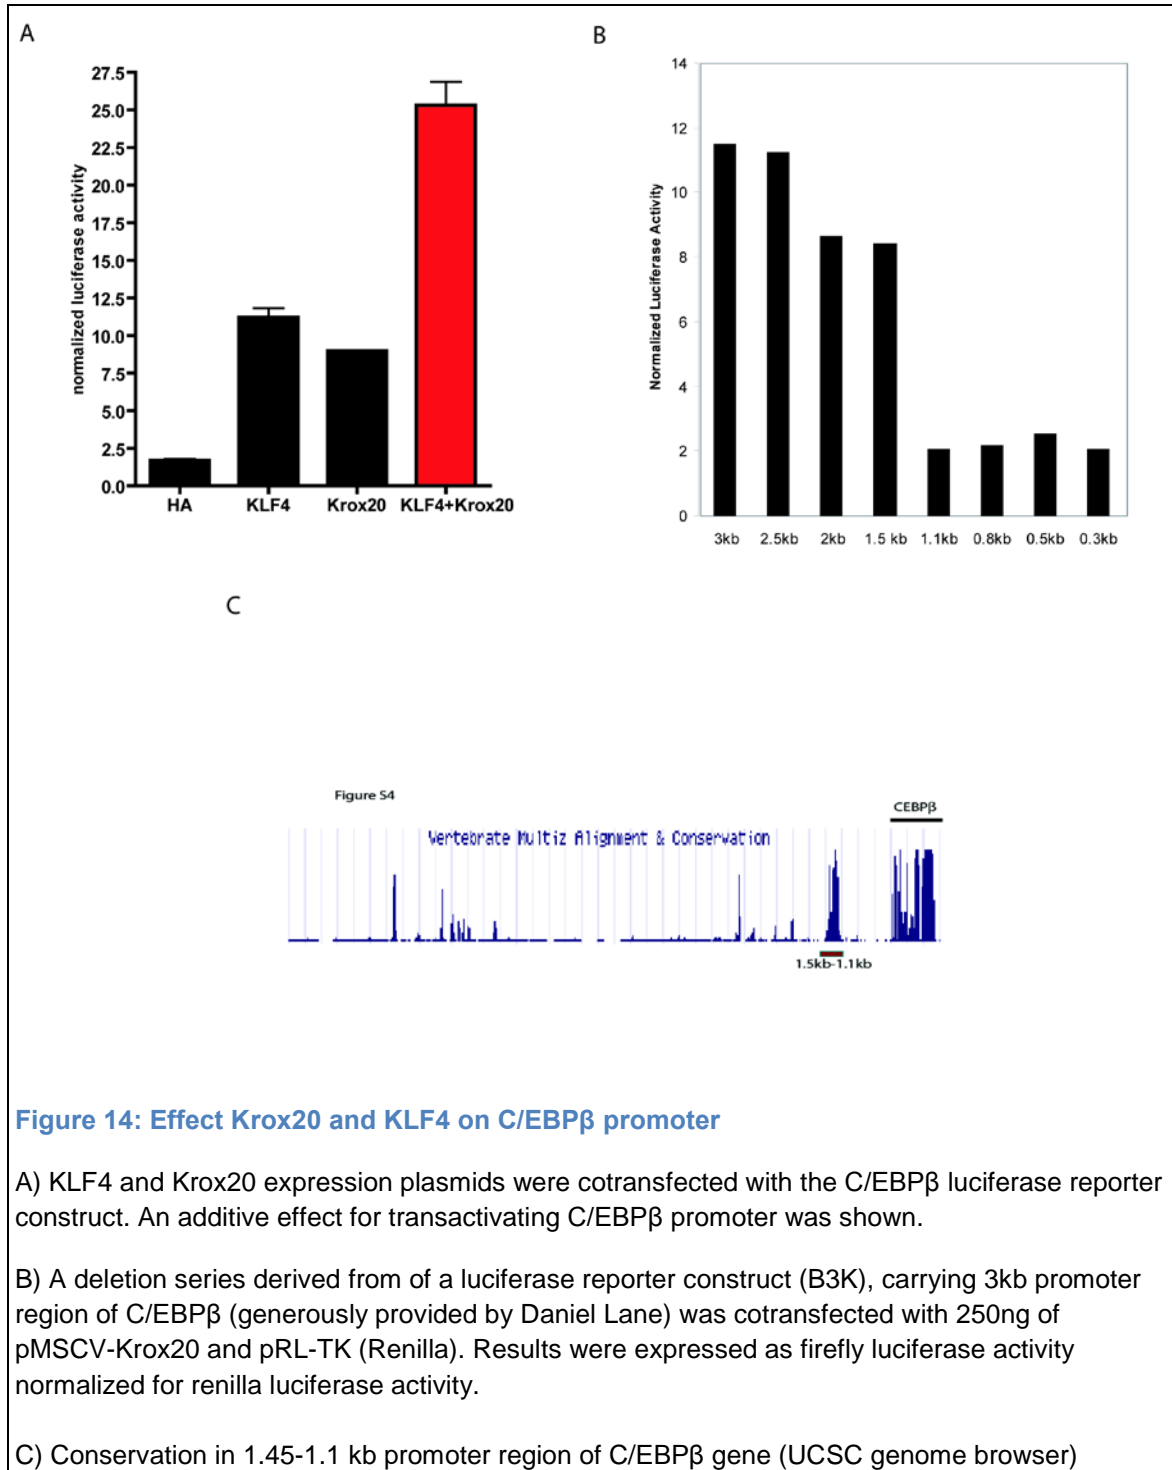 A
normalized luciferase activity
27.5
25.0
22.5
20.0
17.5
15.0
12.5
10.0
7.5
5.0
2.5
0.0
HA KLF4 Krox20 KLF4+Krox20
B
Normalized Luciferase Activity
14
12
10
8
6
4
2
0
3kb 2.5kb 2kb 1.5 kb 1.1kb 0.8kb 0.5kb 0.3kb
C
Figure S4
CEBPβ
Vertebrate Multiz Alignment & Conservation
1.5kb-1.1kb
Figure 14: Effect Krox20 and KLF4 on C/EBPβ promoter
A) KLF4 and Krox20 expression plasmids were cotransfected with the C/EBPβ luciferase reporter
construct. An additive effect for transactivating C/EBPβ promoter was shown.
B) A deletion series derived from of a luciferase reporter construct (B3K), carrying 3kb promoter
region of C/EBPβ (generously provided by Daniel Lane) was cotransfected with 250ng of
pMSCV-Krox20 and pRL-TK (Renilla). Results were expressed as firefly luciferase activity
normalized for renilla luciferase activity.
C) Conservation in 1.45-1.1 kb promoter region of C/EBPβ gene (UCSC genome browser)